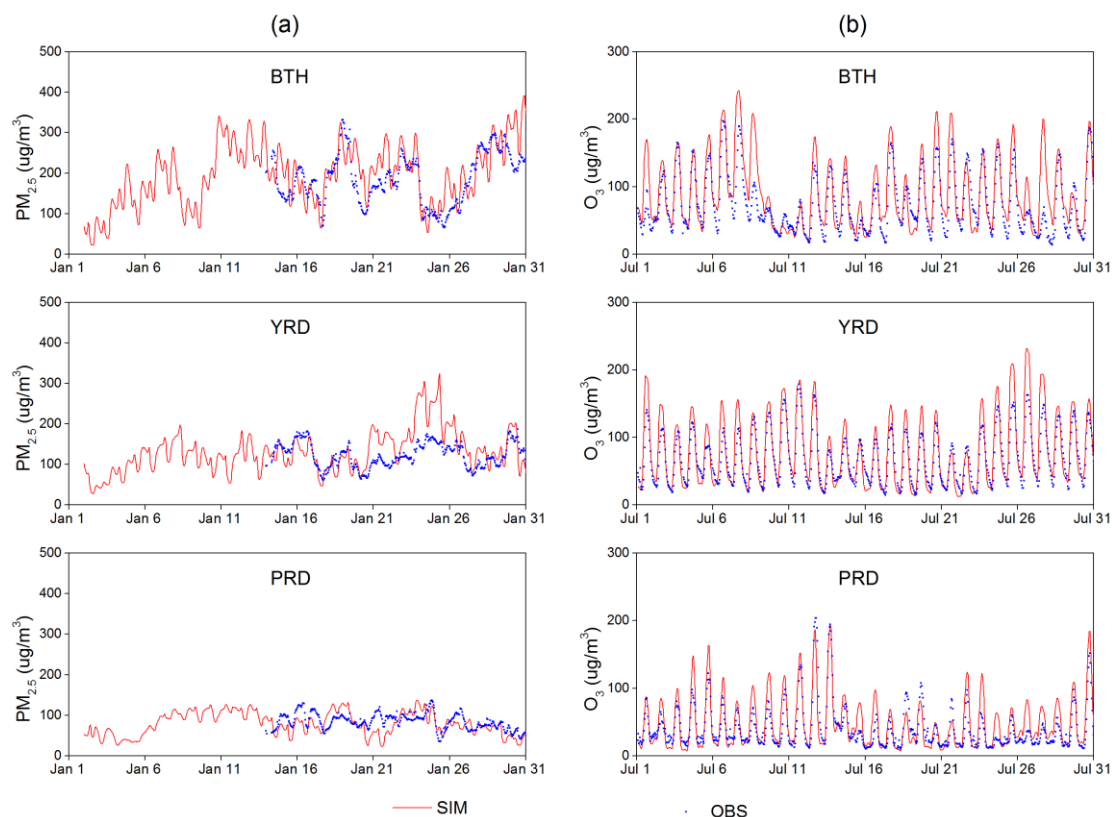 (a)
(b)
500
400
300
200
100
0
PM2.5 (ug/m3)
BTH
Jan 1
Jan 6
Jan 11
Jan 16
Jan 21
Jan 26
Jan 31
300
200
100
0
O3 (ug/m3)
BTH
Jul 1
Jul 6
Jul 11
Jul 16
Jul 21
Jul 26
Jul 31
500
400
300
200
100
0
PM2.5 (ug/m3)
YRD
Jan 1
Jan 6
Jan 11
Jan 16
Jan 21
Jan 26
Jan 31
300
200
100
0
O3 (ug/m3)
YRD
Jul 1
Jul 6
Jul 11
Jul 16
Jul 21
Jul 26
Jul 31
500
400
300
200
100
0
PM2.5 (ug/m3)
PRD
Jan 1
Jan 6
Jan 11
Jan 16
Jan 21
Jan 26
Jan 31
300
200
100
0
O3 (ug/m3)
PRD
Jul 1
Jul 6
Jul 11
Jul 16
Jul 21
Jul 26
Jul 31
SIM
OBS